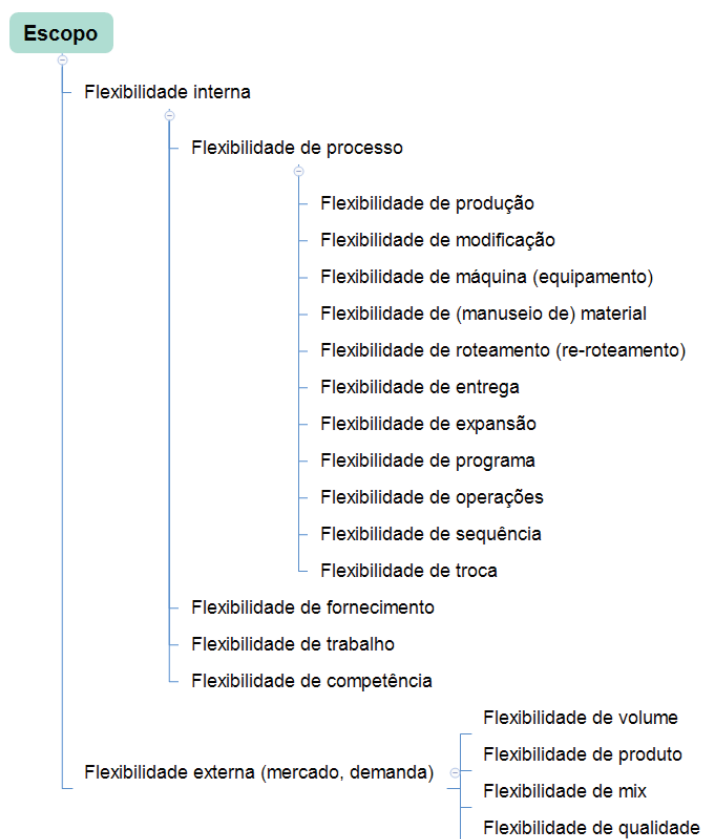 Escopo
Flexibilidade interna
Flexibilidade de processo
Flexibilidade de produção
Flexibilidade de modificação
Flexibilidade de máquina (equipamento)
Flexibilidade de (manuseio de) material
Flexibilidade de roteamento (re-roteamento)
Flexibilidade de entrega
Flexibilidade de expansão
Flexibilidade de programa
Flexibilidade de operações
Flexibilidade de sequência
Flexibilidade de troca
Flexibilidade de fornecimento
Flexibilidade de trabalho
Flexibilidade de competência
Flexibilidade externa (mercado, demanda)
Flexibilidade de volume
Flexibilidade de produto
Flexibilidade de mix
Flexibilidade de qualidade